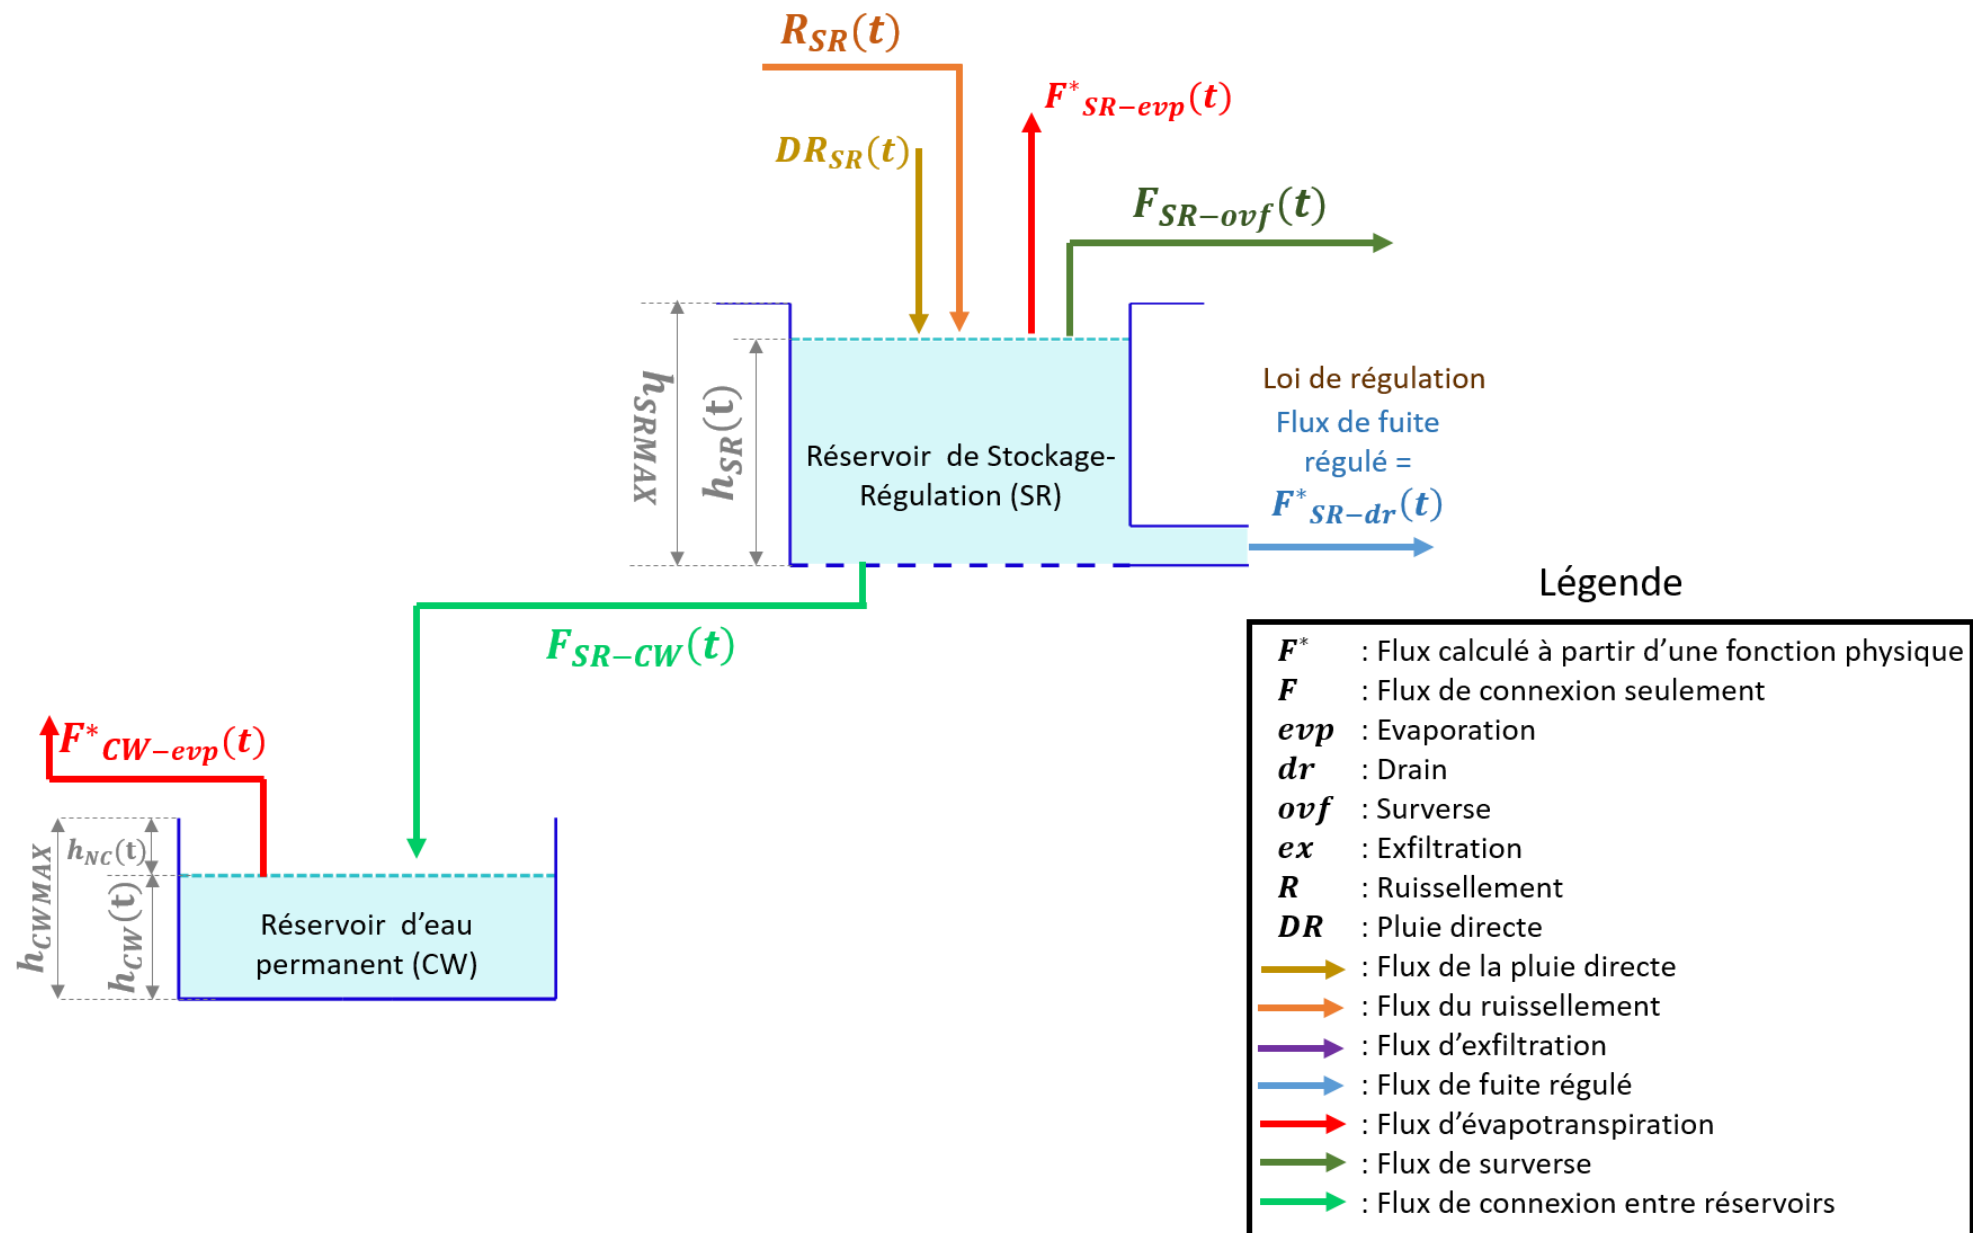 R_SR(t)
F*_SR−evp(t)
DR_SR(t)
F_SR−ovf(t)
h_SRMAX
h_SR(t)
Réservoir de Stockage-
Régulation (SR)
Loi de régulation
Flux de fuite
régulé =
F*_SR−dr(t)
F_SR−CW(t)
F*_CW−evp(t)
h_CWMAX
h_NC(t)
h_CW(t)
Réservoir d'eau
permanent (CW)
Légende
F* : Flux calculé à partir d'une fonction physique
F : Flux de connexion seulement
evp : Evaporation
dr : Drain
ovf : Surverse
ex : Exfiltration
R : Ruissellement
DR : Pluie directe
: Flux de la pluie directe
: Flux du ruissellement
: Flux d'exfiltration
: Flux de fuite régulé
: Flux d'évapotranspiration
: Flux de surverse
: Flux de connexion entre réservoirs